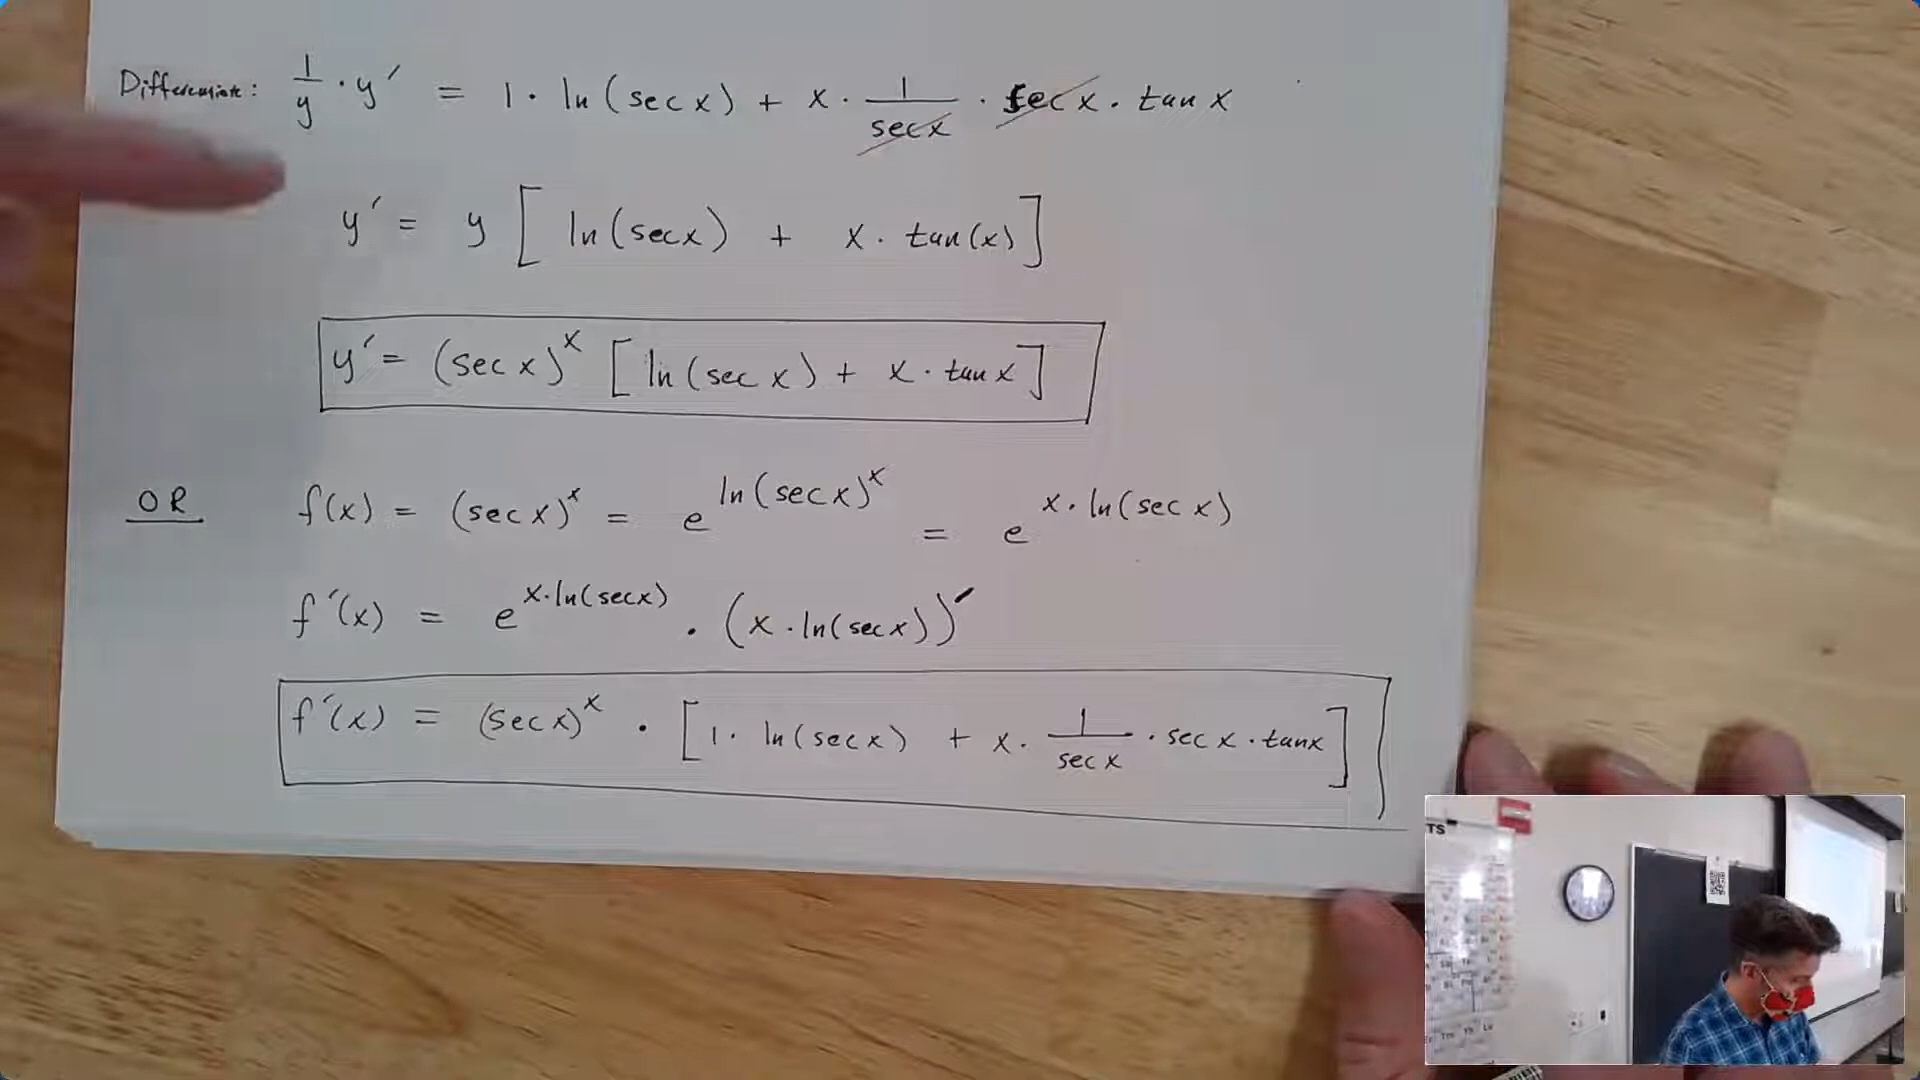 Differentiate: 1/y · y′ = 1 · ln(sec x) + x · 1/sec x · sec x · tan x
y′ = y [ ln(sec x) + x · tan(x) ]
y′ = (sec x)^x [ ln(sec x) + x · tan x ]
OR f(x) = (sec x)^x = e^ln(sec x)^x = e^x · ln(sec x)
f′(x) = e^x·ln(sec x) · (x · ln(sec x))′
f′(x) = (sec x)^x · [ 1 · ln(sec x) + x · 1/sec x · sec x · tan x ]
TS